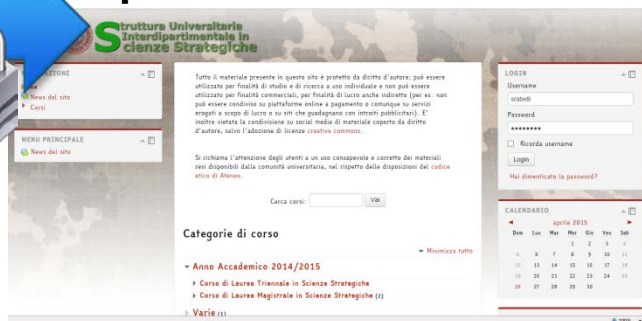 Struttura Universitaria
Interdipartimentale in
Scienze Strategiche
News del sito
Corsi
MENU PRINCIPALE
News del sito
Tutto il materiale presente in questo sito è protetto da diritto d'autore; può essere
utilizzato per finalità di studio e di ricerca a uso individuale e non può essere
utilizzato per finalità commerciali, per finalità di lucro anche indiretto (per es. non
può essere condiviso su piattaforme online a pagamento o comunque su servizi
erogati a scopo di lucro o su siti che guadagnano con introiti pubblicitari). E'
inoltre vietata la condivisione su social media di materiale coperto da diritto
d'autore, salvo l'adozione di licenze creative commons.
Si richiama l'attenzione degli utenti a un uso consapevole e corretto dei materiali
resi disponibili dalla comunità universitaria, nel rispetto delle disposizioni del codice
etico di Ateneo.
Cerca corsi: Vai
Categorie di corso
Minimizza tutto
Anno Accademico 2014/2015
Corso di Laurea Triennale in Scienze Strategiche
Corso di Laurea Magistrale in Scienze Strategiche (2)
Varie (1)
LOGIN
Username
srabelli
Password
Ricorda username
Login
Hai dimenticato la password?
CALENDARIO
aprile 2015
Dom Lun Mar Mer Gio Ven Sab
1 2 3 4
5 6 7 8 9 10 11
12 13 14 15 16 17 18
19 20 21 22 23 24 25
26 27 28 29 30
100%